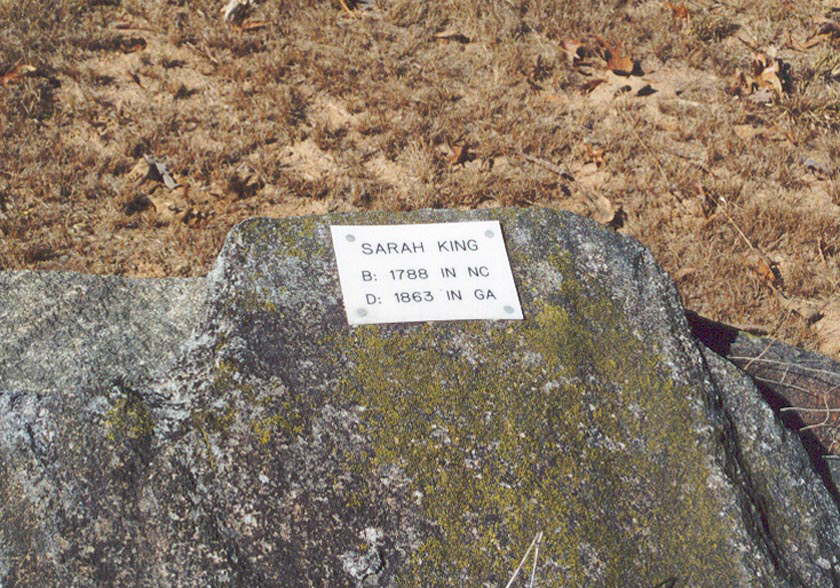 SARAH KING
B: 1788 IN NC
D: 1863 IN GA